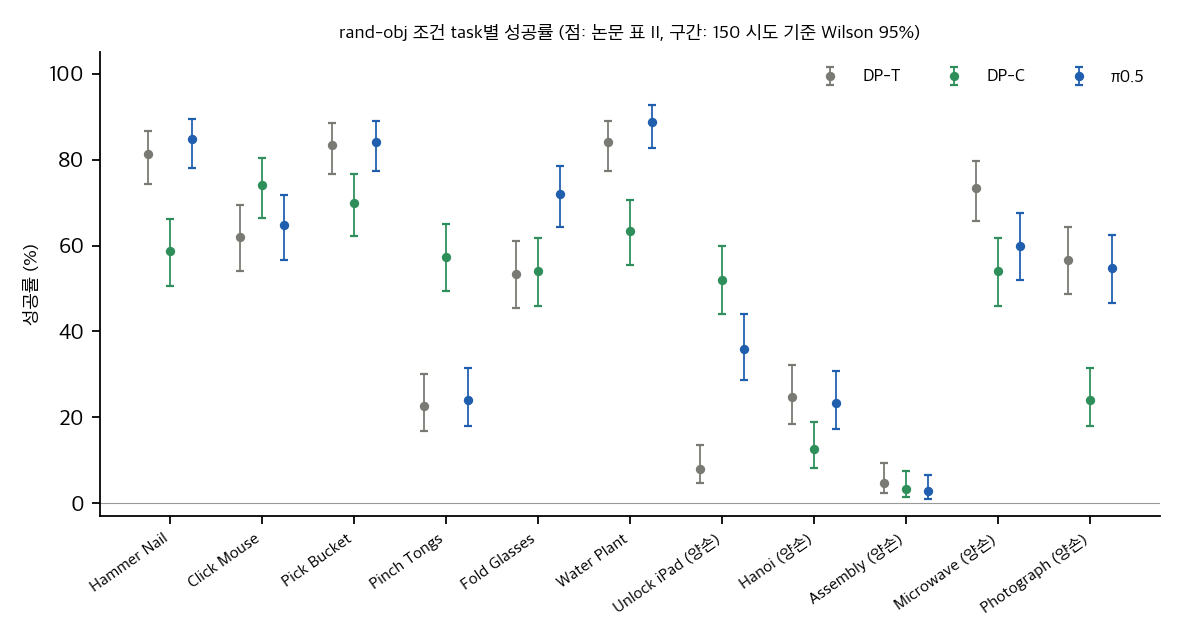 rand-obj 조건 task별 성공률 (점: 논문 표 II, 구간: 150 시도 기준 Wilson 95%)
DP-T
DP-C
π0.5
성공률 (%)
100
80
60
40
20
0
Hammer Nail
Click Mouse
Pick Bucket
Pinch Tongs
Fold Glasses
Water Plant
Unlock iPad (양손)
Hanoi (양손)
Assembly (양손)
Microwave (양손)
Photograph (양손)